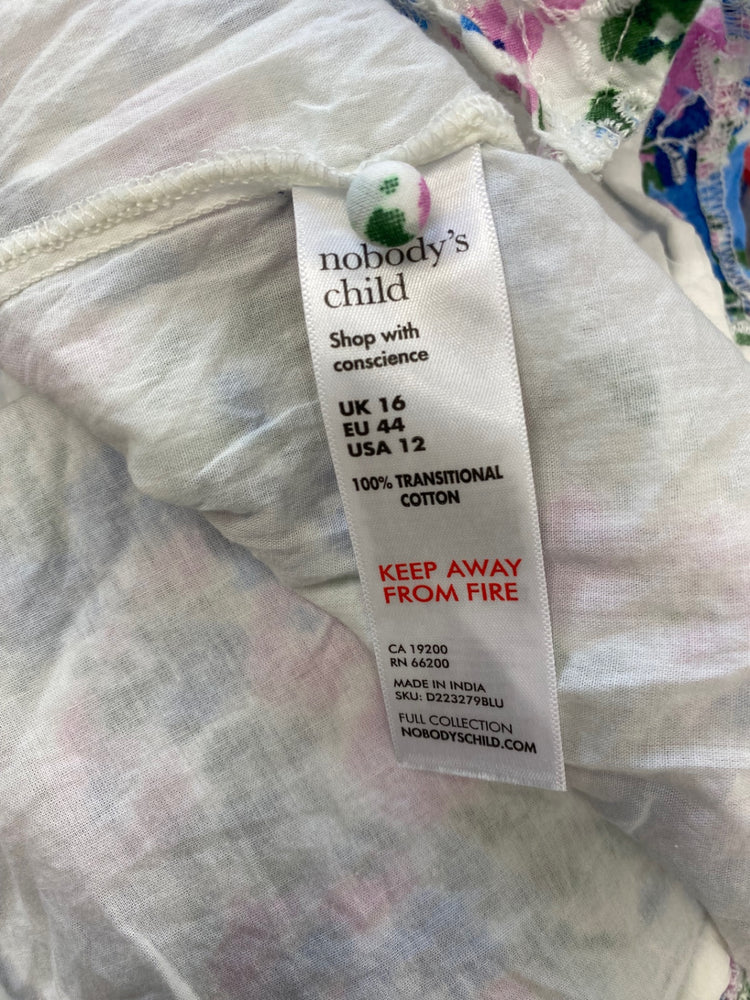 nobody's
child
Shop with
conscience
UK 16
EU 44
USA 12
100% TRANSITIONAL
COTTON
KEEP AWAY
FROM FIRE
CA 19200
RN 66200
MADE IN INDIA
SKU: D223279BLU
FULL COLLECTION
NOBODYSCHILD.COM